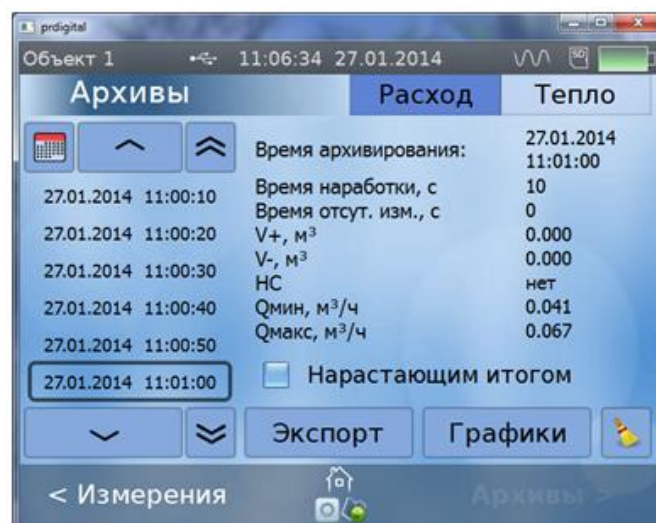 prdigital
Объект 1 11:06:34 27.01.2014 SD
Архивы Расход Тепло
Время архивирования: 27.01.2014 11:01:00
27.01.2014 11:00:10
27.01.2014 11:00:20
27.01.2014 11:00:30
27.01.2014 11:00:40
27.01.2014 11:00:50
27.01.2014 11:01:00
Время наработки, с 10
Время отсут. изм., с 0
V+, м³ 0.000
V-, м³ 0.000
НС нет
Qмин, м³/ч 0.041
Qмакс, м³/ч 0.067
Нарастающим итогом
Экспорт Графики
< Измерения Архивы >